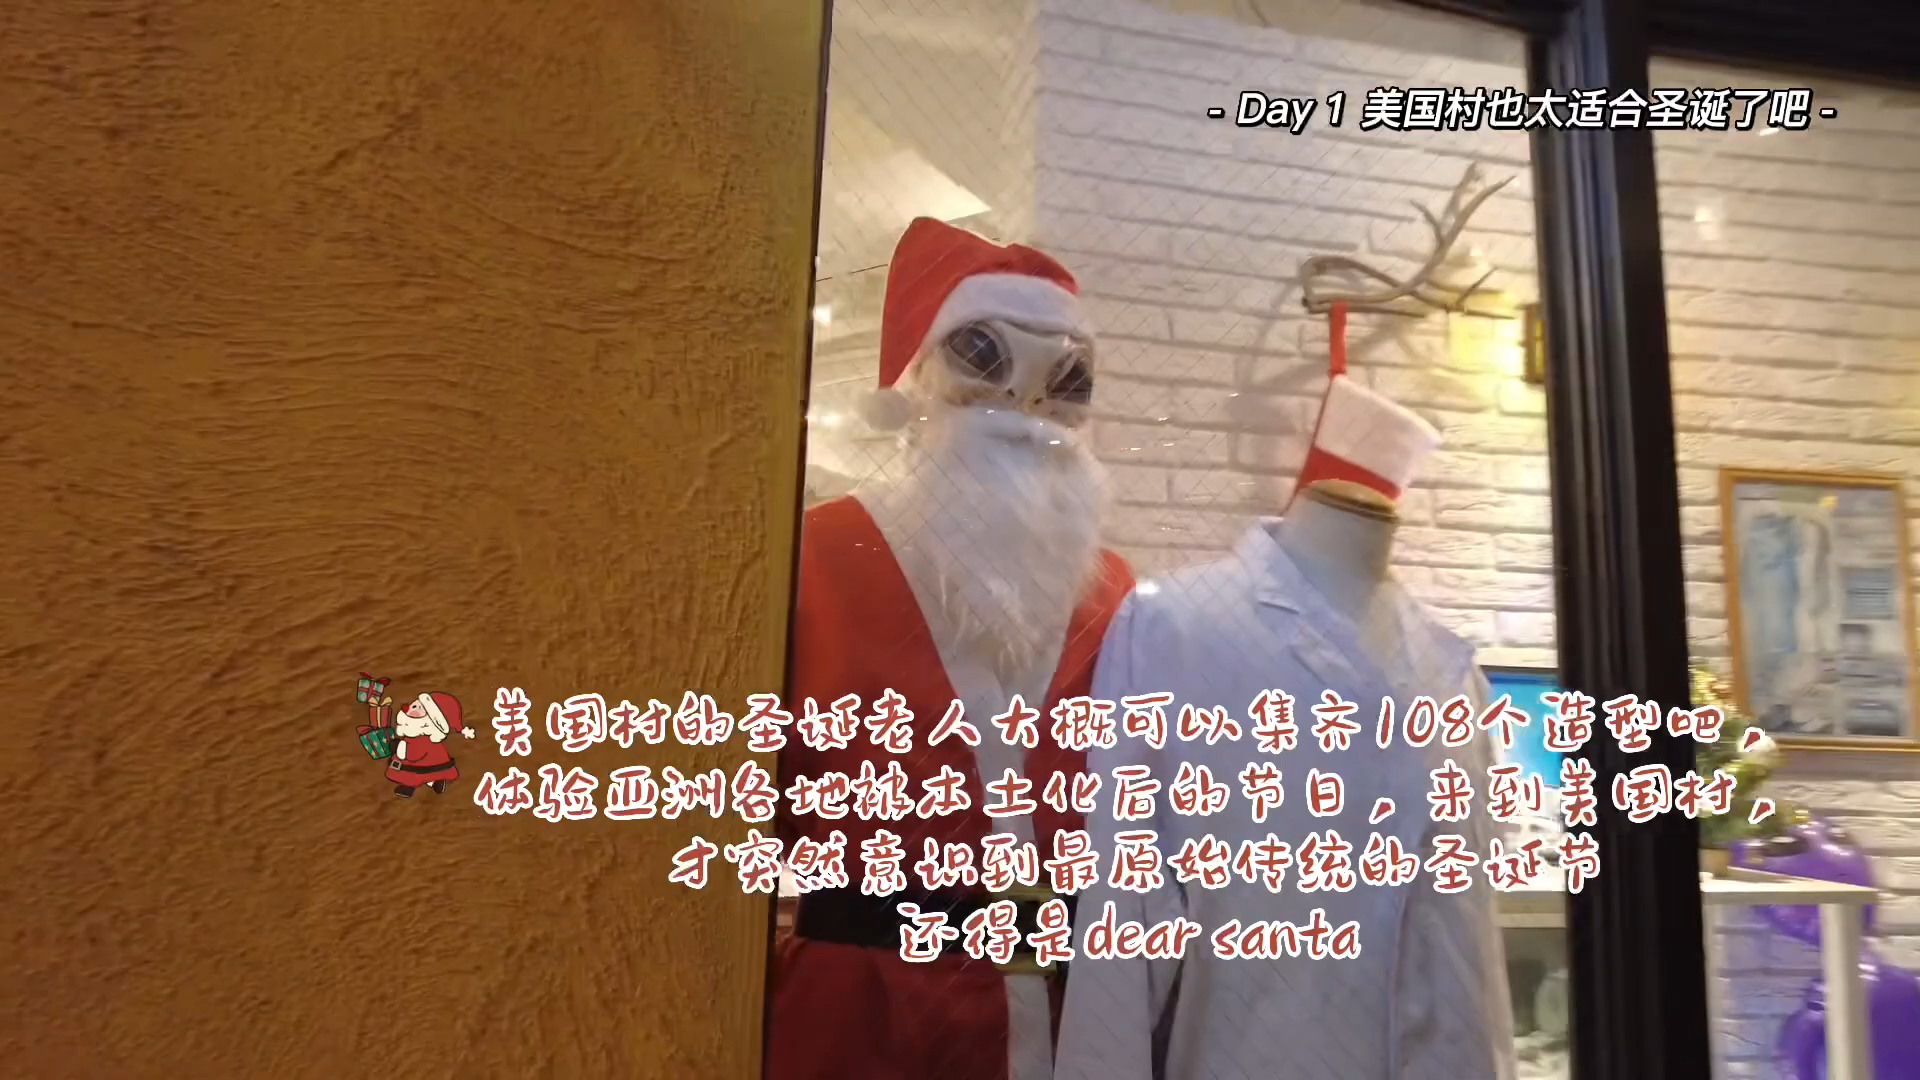 - Day 1 美国村也太适合圣诞了吧 -
美国村的圣诞老人大概可以集齐108个造型吧，
体验亚洲各地被本土化后的节日，来到美国村，
才突然意识到最原始传统的圣诞节
还得是dear santa